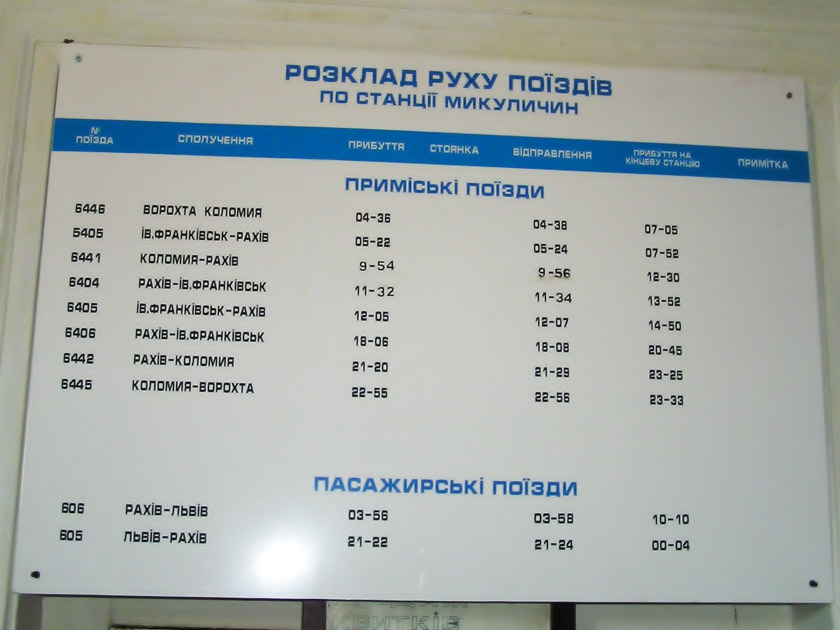 РОЗКЛАД РУХУ ПОЇЗДІВ
ПО СТАНЦІЇ МИКУЛИЧИН
№ ПОЇЗДА СПОЛУЧЕННЯ ПРИБУТТЯ СТОЯНКА ВІДПРАВЛЕННЯ ПРИБУТТЯ НА КІНЦЕВУ СТАНЦІЮ ПРИМІТКА
ПРИМІСЬКІ ПОЇЗДИ
6446 ВОРОХТА КОЛОМИЯ 04-36 04-38 07-05
5405 ІВ.ФРАНКІВСЬК-РАХІВ 05-22 05-24 07-52
6441 КОЛОМИЯ-РАХІВ 9-54 9-56 12-30
6404 РАХІВ-ІВ.ФРАНКІВСЬК 11-32 11-34 13-52
6405 ІВ.ФРАНКІВСЬК-РАХІВ 12-05 12-07 14-50
6406 РАХІВ-ІВ.ФРАНКІВСЬК 18-06 18-08 20-45
6442 РАХІВ-КОЛОМИЯ 21-20 21-29 23-25
6445 КОЛОМИЯ-ВОРОХТА 22-55 22-56 23-33
ПАСАЖИРСЬКІ ПОЇЗДИ
606 РАХІВ-ЛЬВІВ 03-56 03-58 10-10
605 ЛЬВІВ-РАХІВ 21-22 21-24 00-04
КВИТКІВ